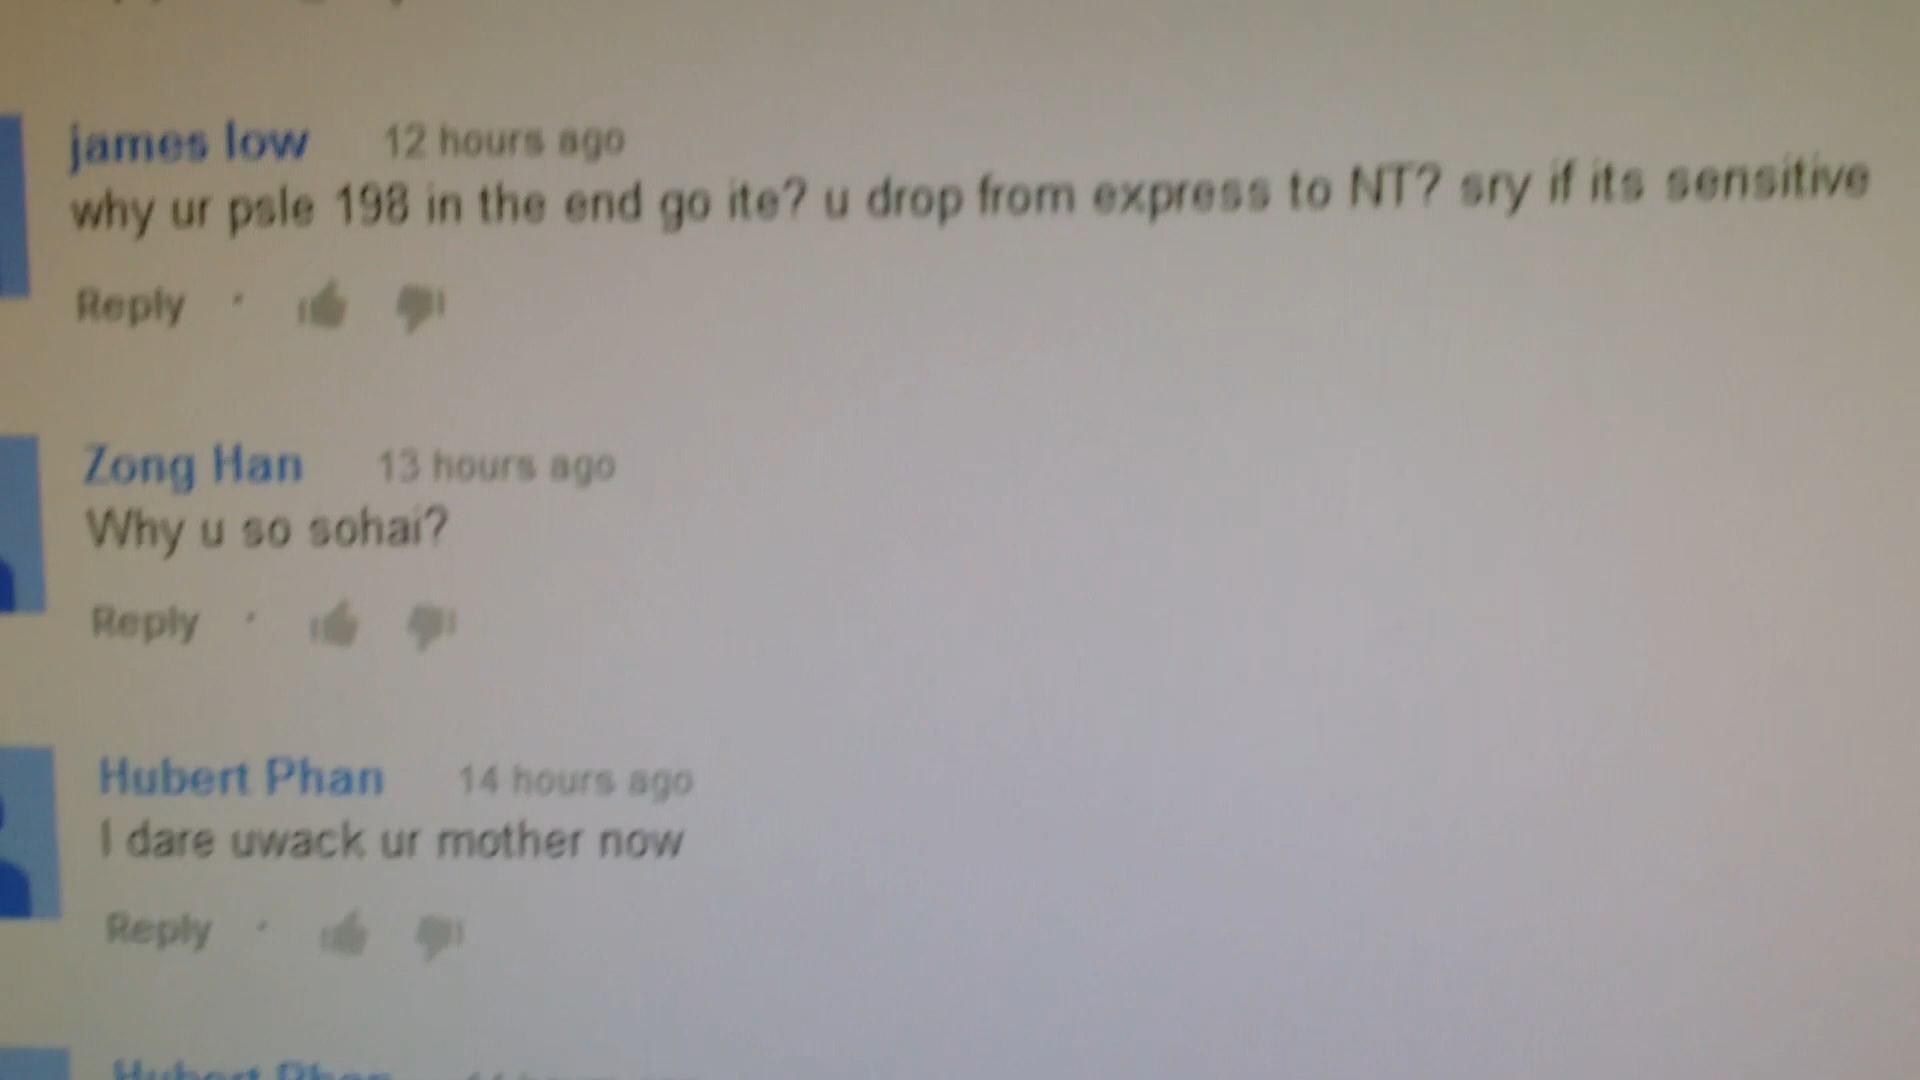 james low 12 hours ago
why ur psle 198 in the end go ite? u drop from express to NT? sry if its sensitive
Reply ·
Zong Han 13 hours ago
Why u so sohai?
Reply ·
Hubert Phan 14 hours ago
I dare uwack ur mother now
Reply ·
Hubert Phan